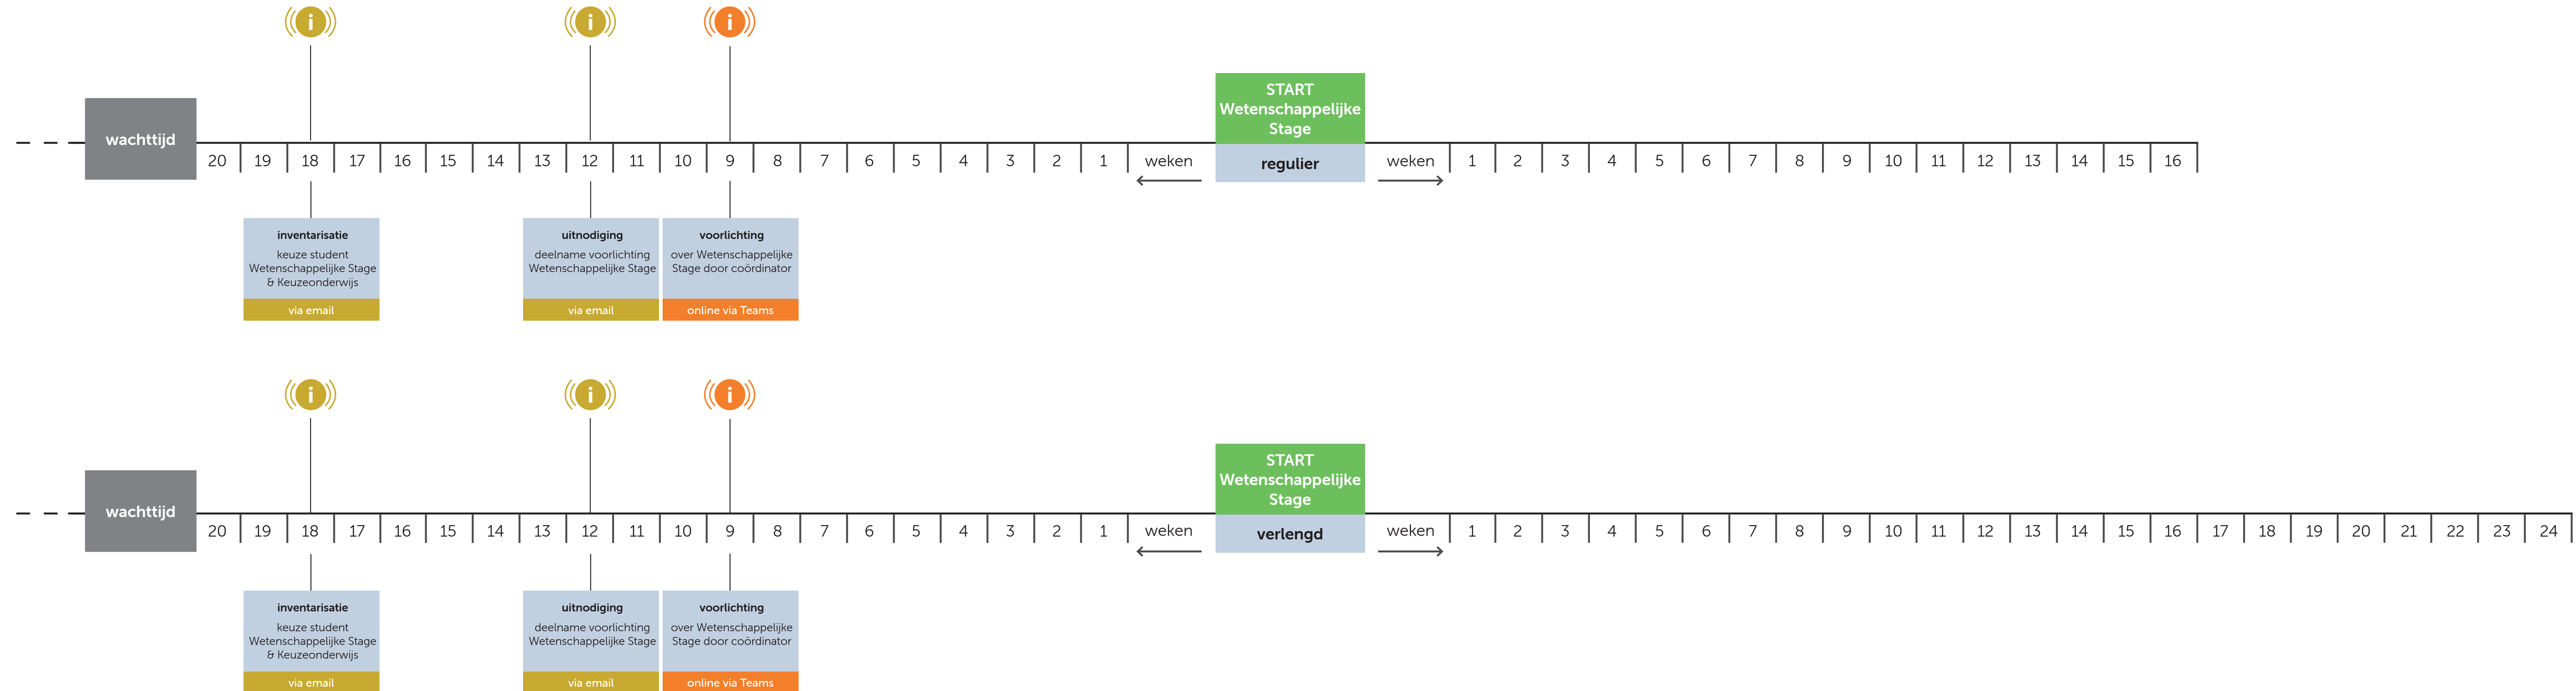 i
i
i
START
Wetenschappelijke
Stage
wachttijd
20 19 18 17 16 15 14 13 12 11 10 9 8 7 6 5 4 3 2 1 weken regulier weken 1 2 3 4 5 6 7 8 9 10 11 12 13 14 15 16
inventarisatie
keuze student
Wetenschappelijke Stage
& Keuzeonderwijs
via email
uitnodiging
deelname voorlichting
Wetenschappelijke Stage
via email
voorlichting
over Wetenschappelijke
Stage door coördinator
online via Teams
i
i
i
START
Wetenschappelijke
Stage
wachttijd
20 19 18 17 16 15 14 13 12 11 10 9 8 7 6 5 4 3 2 1 weken verlengd weken 1 2 3 4 5 6 7 8 9 10 11 12 13 14 15 16 17 18 19 20 21 22 23 24
inventarisatie
keuze student
Wetenschappelijke Stage
& Keuzeonderwijs
via email
uitnodiging
deelname voorlichting
Wetenschappelijke Stage
via email
voorlichting
over Wetenschappelijke
Stage door coördinator
online via Teams